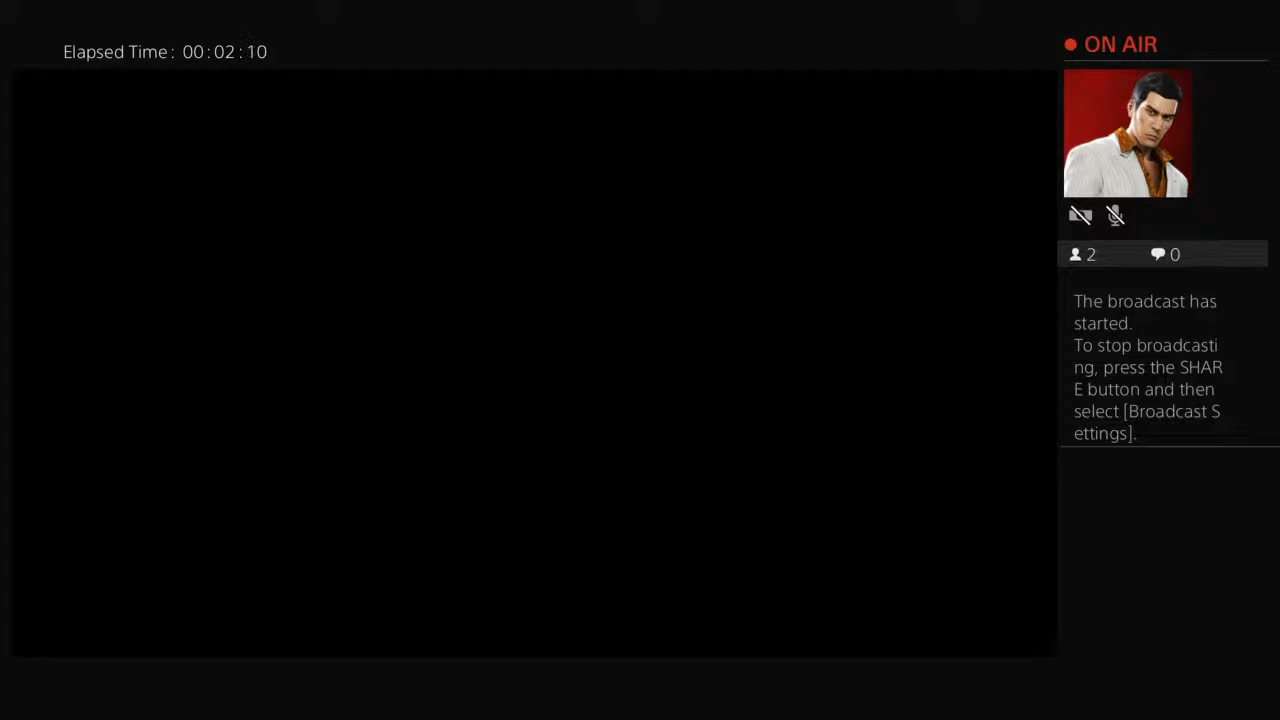 Elapsed Time: 00:02:10
ON AIR
2 0
The broadcast has
started.
To stop broadcasti
ng, press the SHAR
E button and then
select [Broadcast S
ettings].